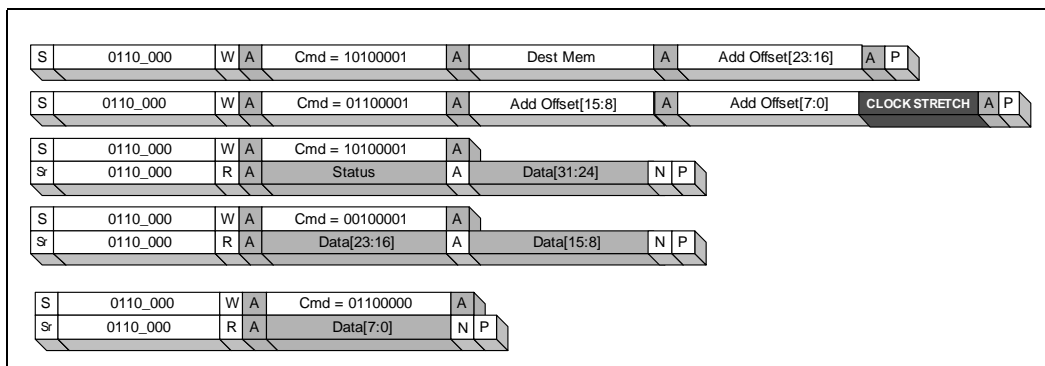 S 0110_000 W A Cmd = 10100001 A Dest Mem A Add Offset[23:16] A P
S 0110_000 W A Cmd = 01100001 A Add Offset[15:8] A Add Offset[7:0] CLOCK STRETCH A P
S 0110_000 W A Cmd = 10100001 A
Sr 0110_000 R A Status A Data[31:24] N P
S 0110_000 W A Cmd = 00100001 A
Sr 0110_000 R A Data[23:16] A Data[15:8] N P
S 0110_000 W A Cmd = 01100000 A
Sr 0110_000 R A Data[7:0] N P